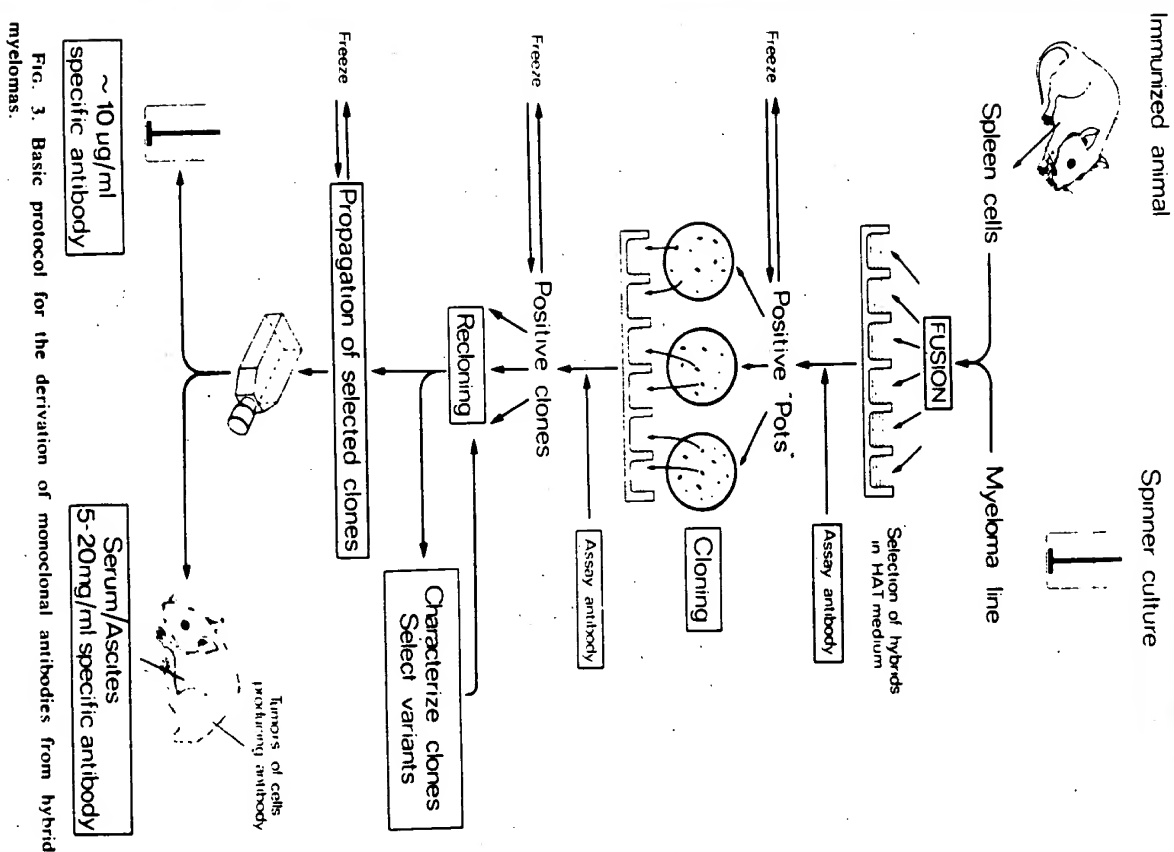 Immunized animal
Spinner culture
Spleen cells
Myeloma line
FUSION
Selection of hybrids
in HAT medium
Assay antibody
Freeze
Positive "Pots"
Cloning
Assay antibody
Freeze
Positive clones
Recloning
Characterize clones
Select variants
Freeze
Propagation of selected clones
Tumors of cells
producing antibody
~ 10 µg/ml
specific antibody
Serum/Ascites
5-20mg/ml specific antibody
FIG. 3. Basic protocol for the derivation of monoclonal antibodies from hybrid
myelomas.